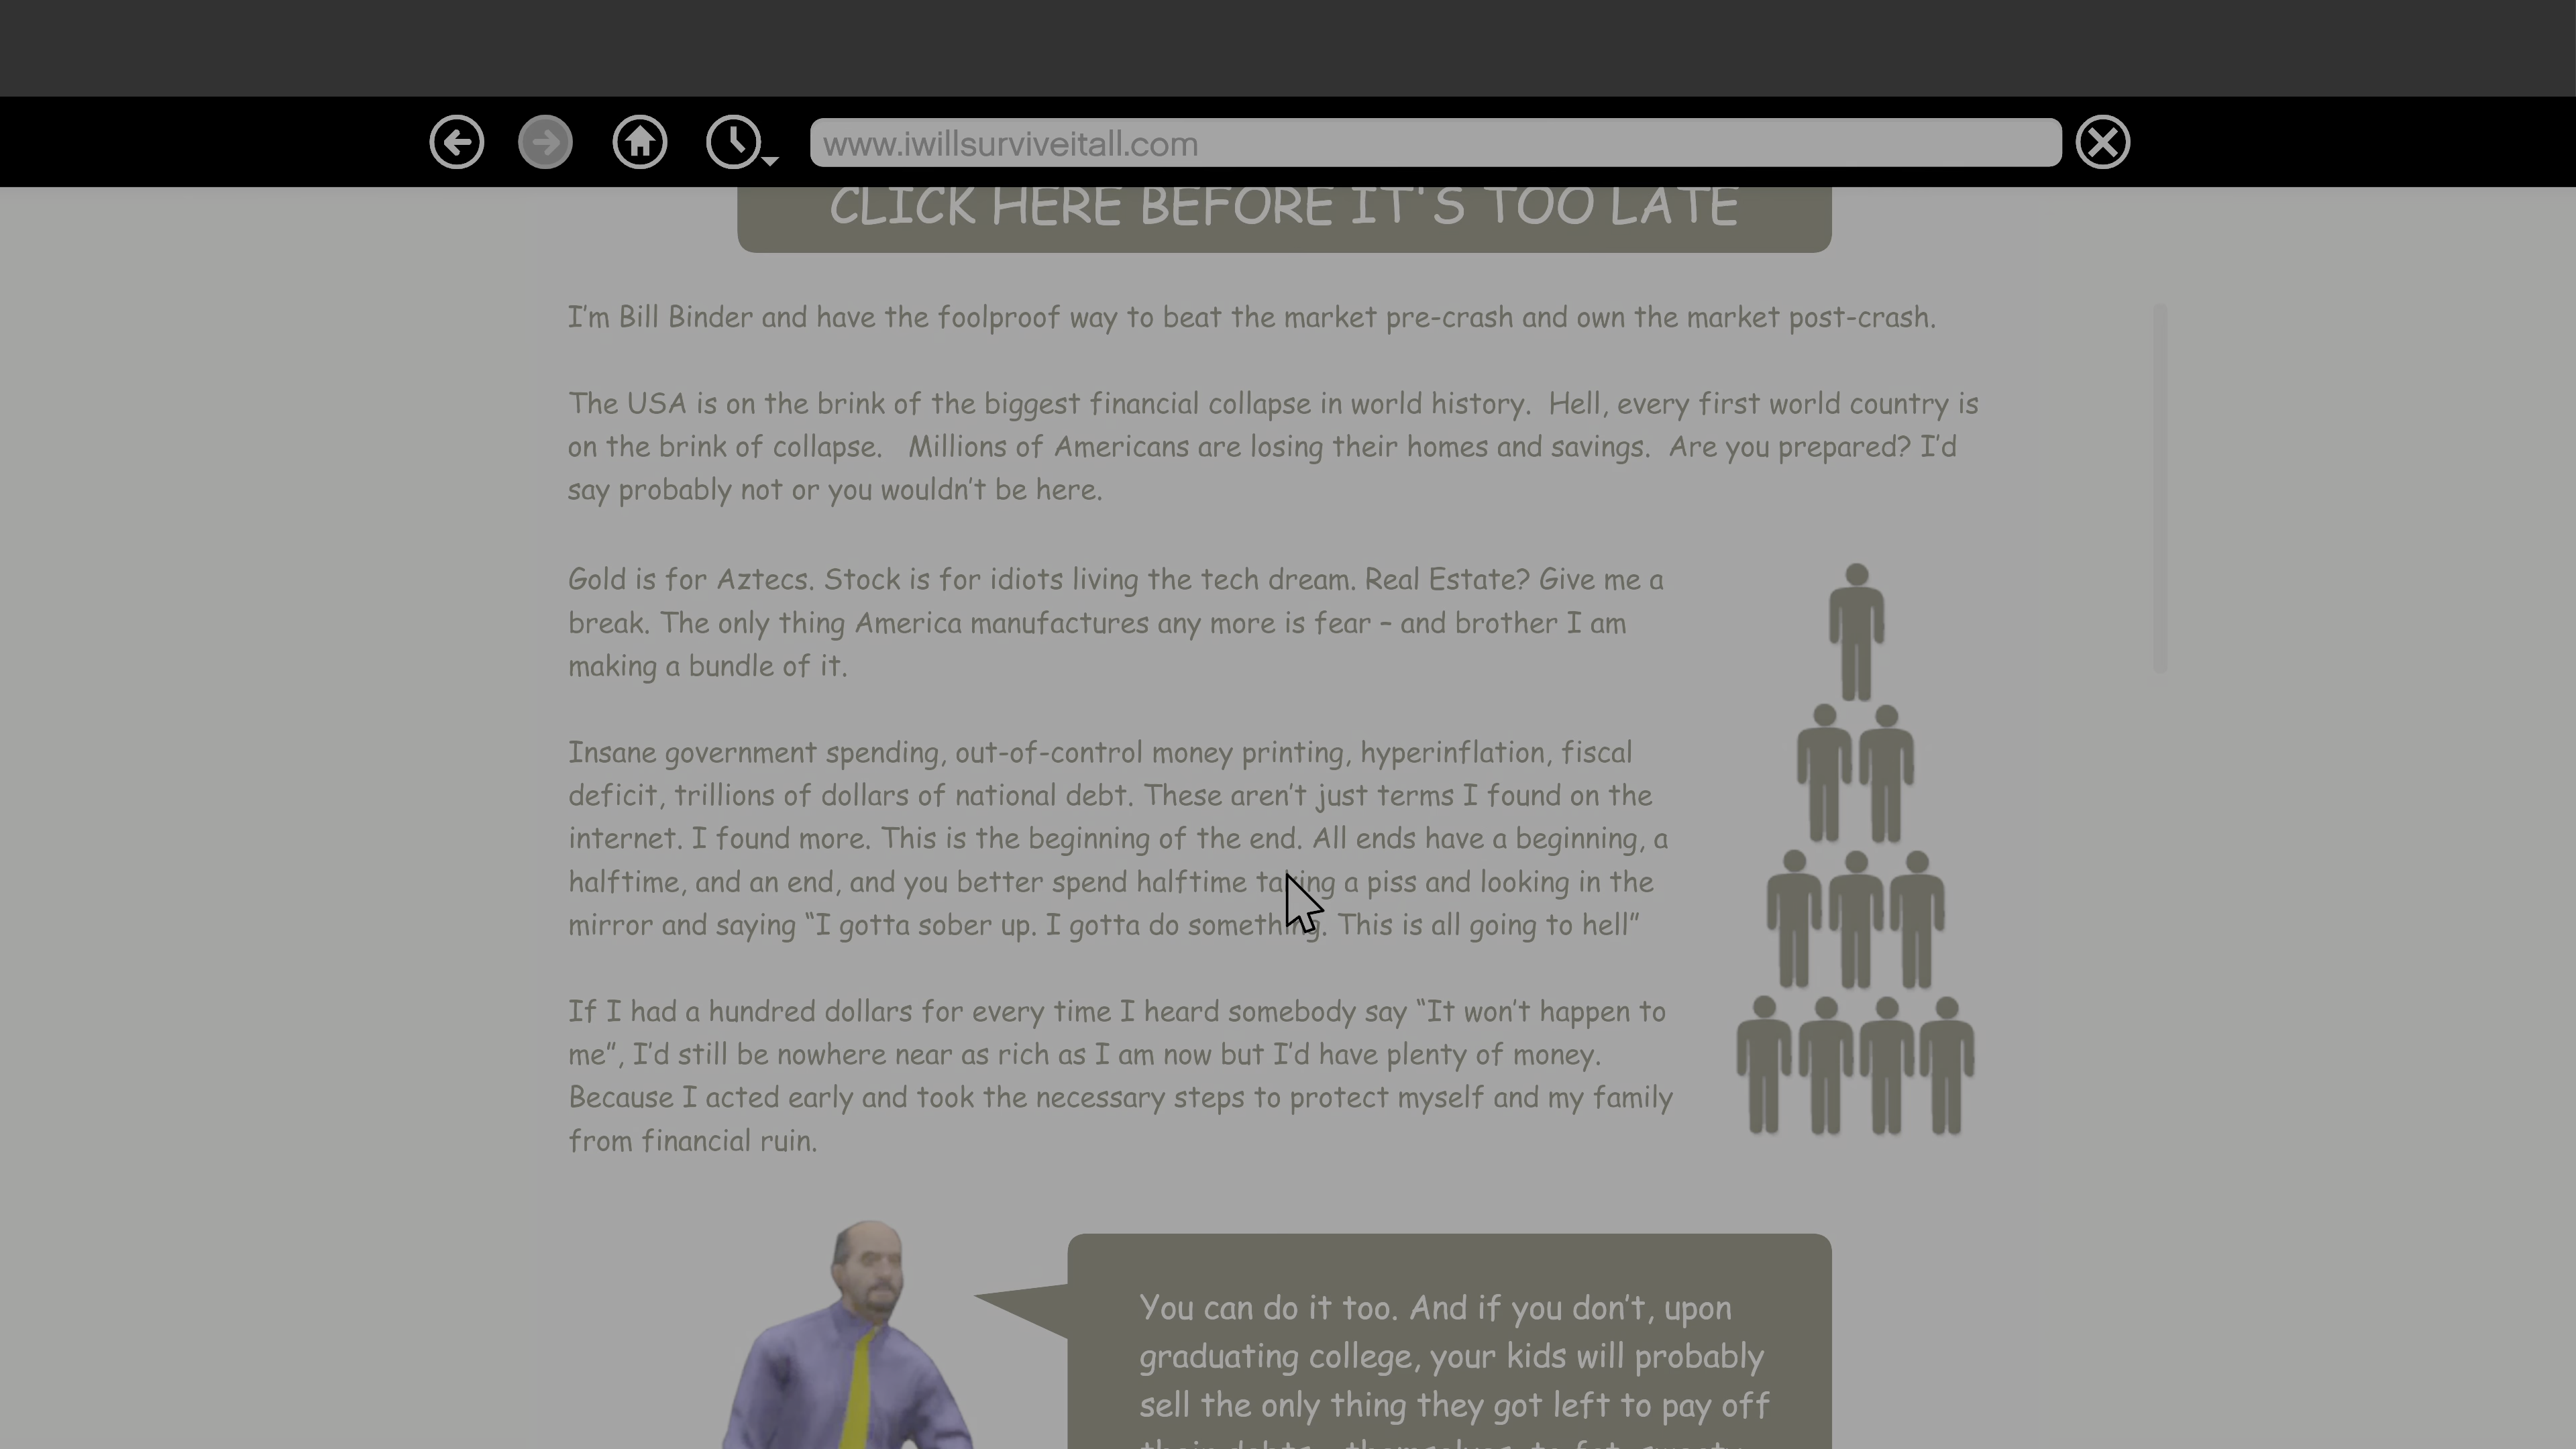 www.iwillsurviveitall.com
CLICK HERE BEFORE IT'S TOO LATE
I’m Bill Binder and have the foolproof way to beat the market pre-crash and own the market post-crash.
The USA is on the brink of the biggest financial collapse in world history.  Hell, every first world country is
on the brink of collapse.   Millions of Americans are losing their homes and savings.  Are you prepared? I’d
say probably not or you wouldn’t be here.
Gold is for Aztecs. Stock is for idiots living the tech dream. Real Estate? Give me a
break. The only thing America manufactures any more is fear – and brother I am
making a bundle of it.
Insane government spending, out-of-control money printing, hyperinflation, fiscal
deficit, trillions of dollars of national debt. These aren’t just terms I found on the
internet. I found more. This is the beginning of the end. All ends have a beginning, a
halftime, and an end, and you better spend halftime taking a piss and looking in the
mirror and saying “I gotta sober up. I gotta do something. This is all going to hell”
If I had a hundred dollars for every time I heard somebody say “It won’t happen to
me”, I’d still be nowhere near as rich as I am now but I’d have plenty of money.
Because I acted early and took the necessary steps to protect myself and my family
from financial ruin.
You can do it too. And if you don’t, upon
graduating college, your kids will probably
sell the only thing they got left to pay off